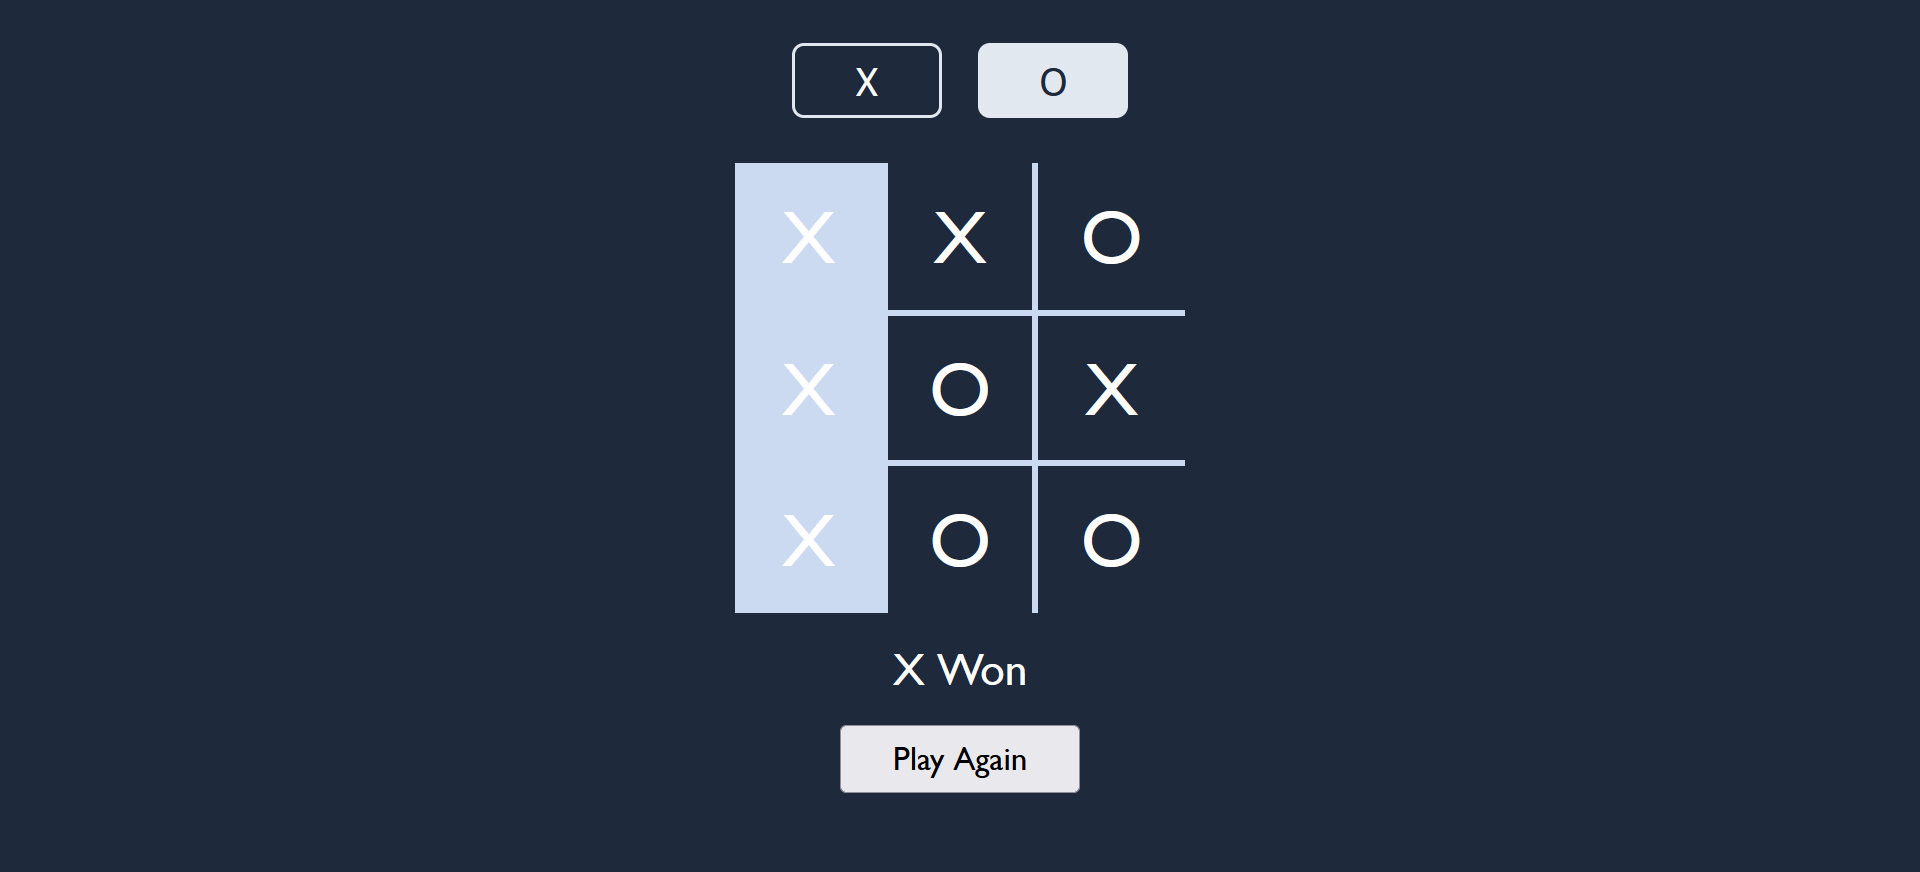 X O
X X O
X O X
X O O
X Won
Play Again